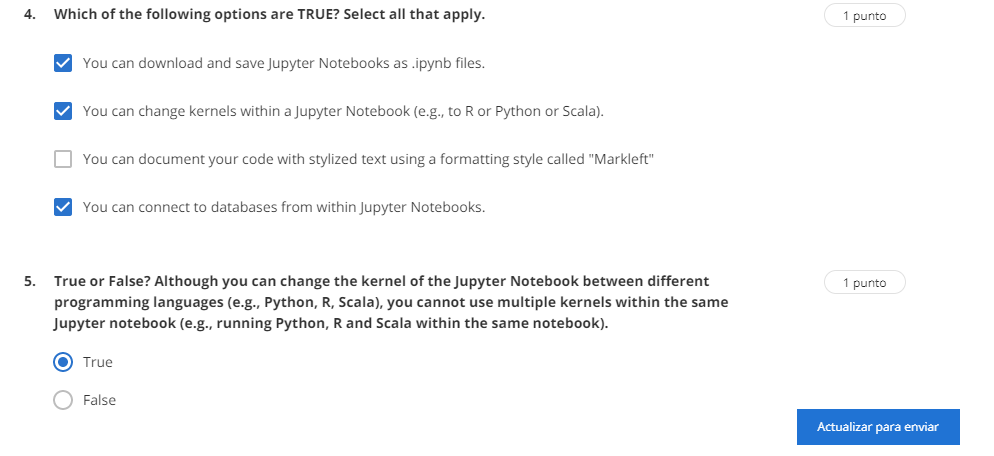 4. Which of the following options are TRUE? Select all that apply.
1 punto
You can download and save Jupyter Notebooks as .ipynb files.
You can change kernels within a Jupyter Notebook (e.g., to R or Python or Scala).
You can document your code with stylized text using a formatting style called "Markleft"
You can connect to databases from within Jupyter Notebooks.
5. True or False? Although you can change the kernel of the Jupyter Notebook between different
1 punto
programming languages (e.g., Python, R, Scala), you cannot use multiple kernels within the same
Jupyter notebook (e.g., running Python, R and Scala within the same notebook).
True
False
Actualizar para enviar